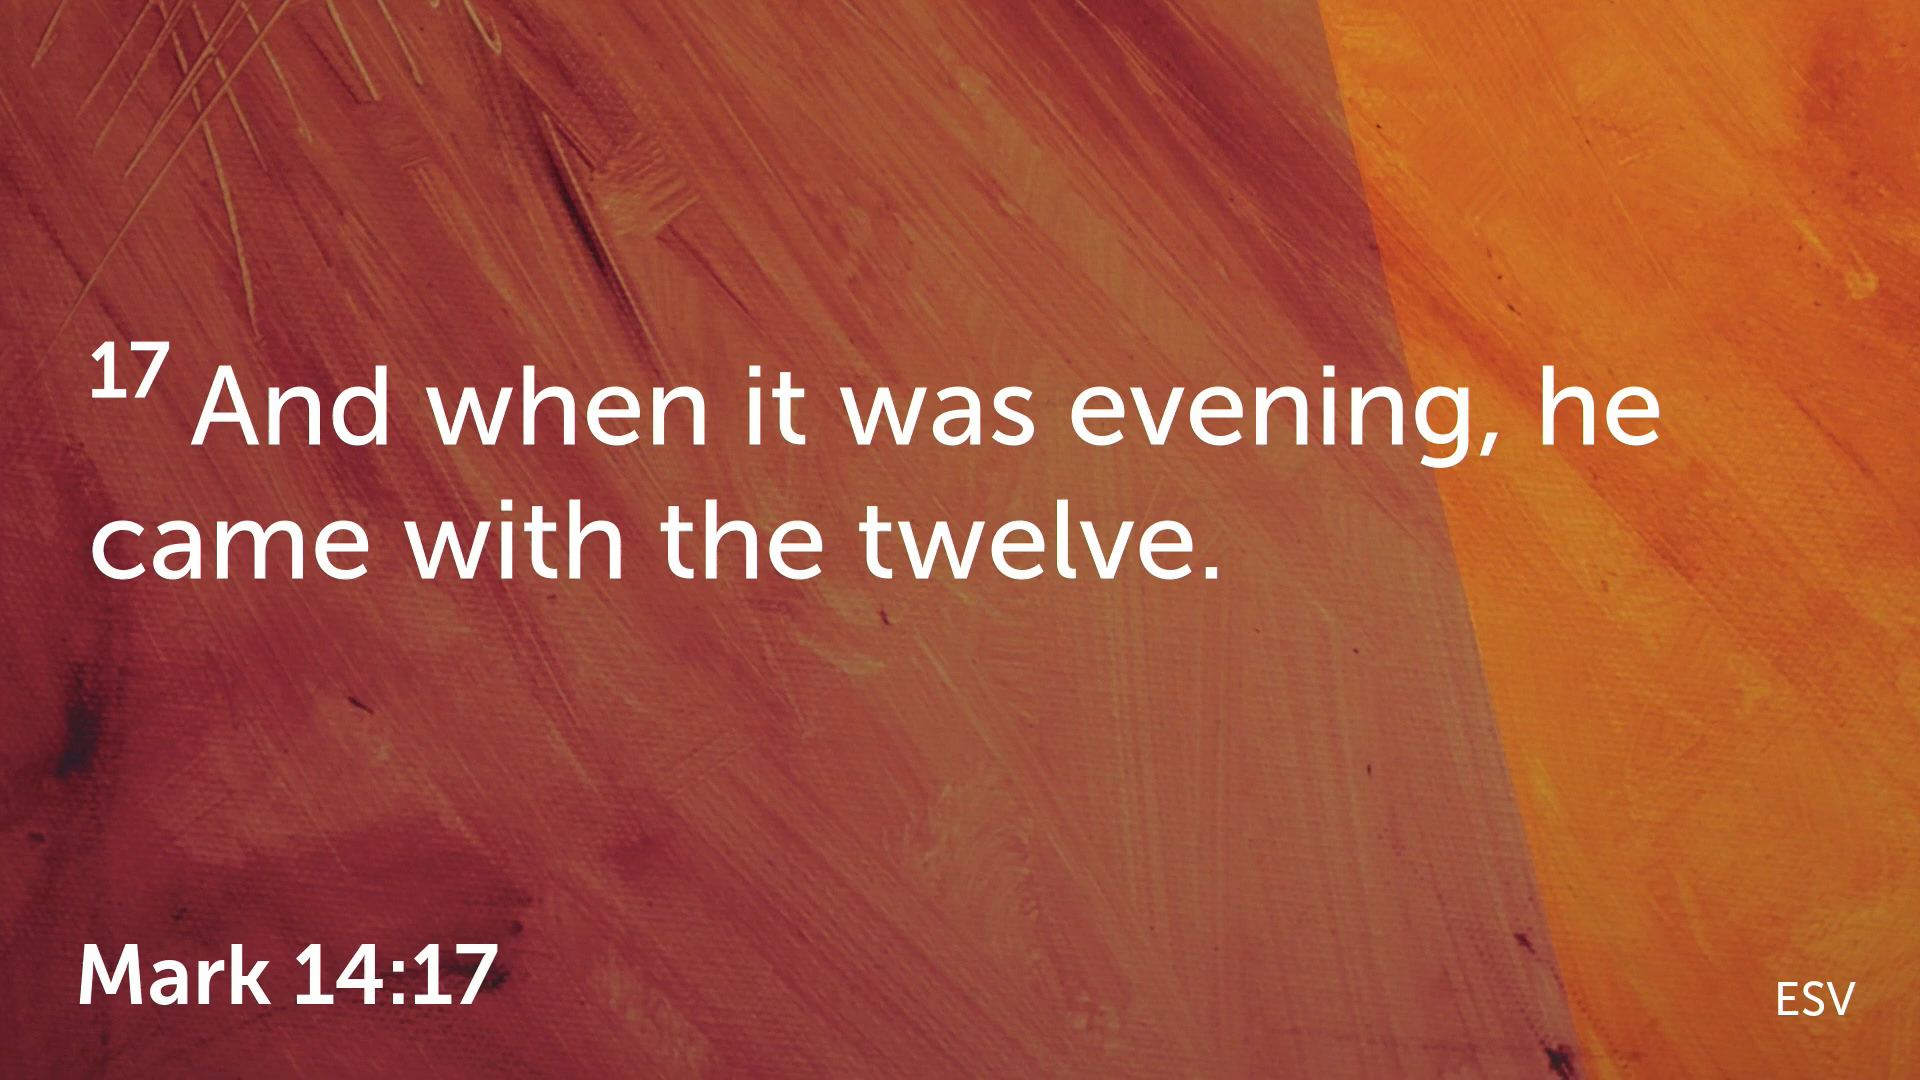 17 And when it was evening, he
came with the twelve.
Mark 14:17
ESV